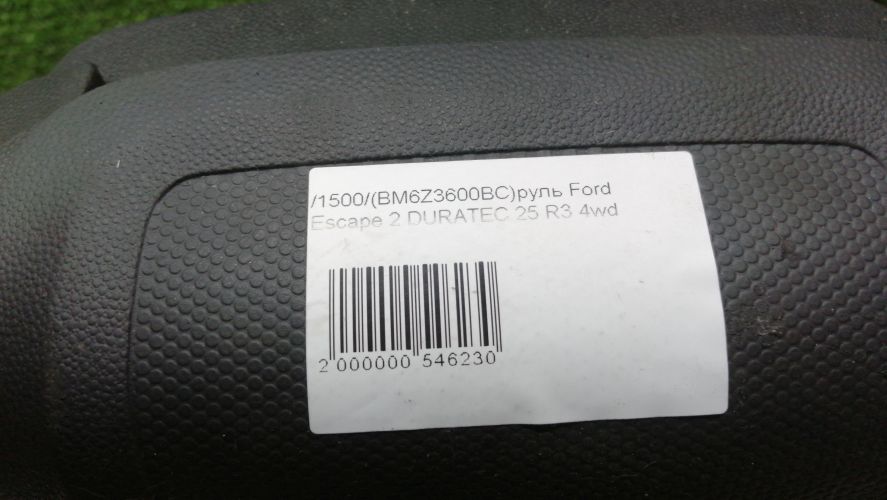 /1500/(BM6Z3600BC)руль Ford
Escape 2 DURATEC 25 R3 4wd
2 000000 546230